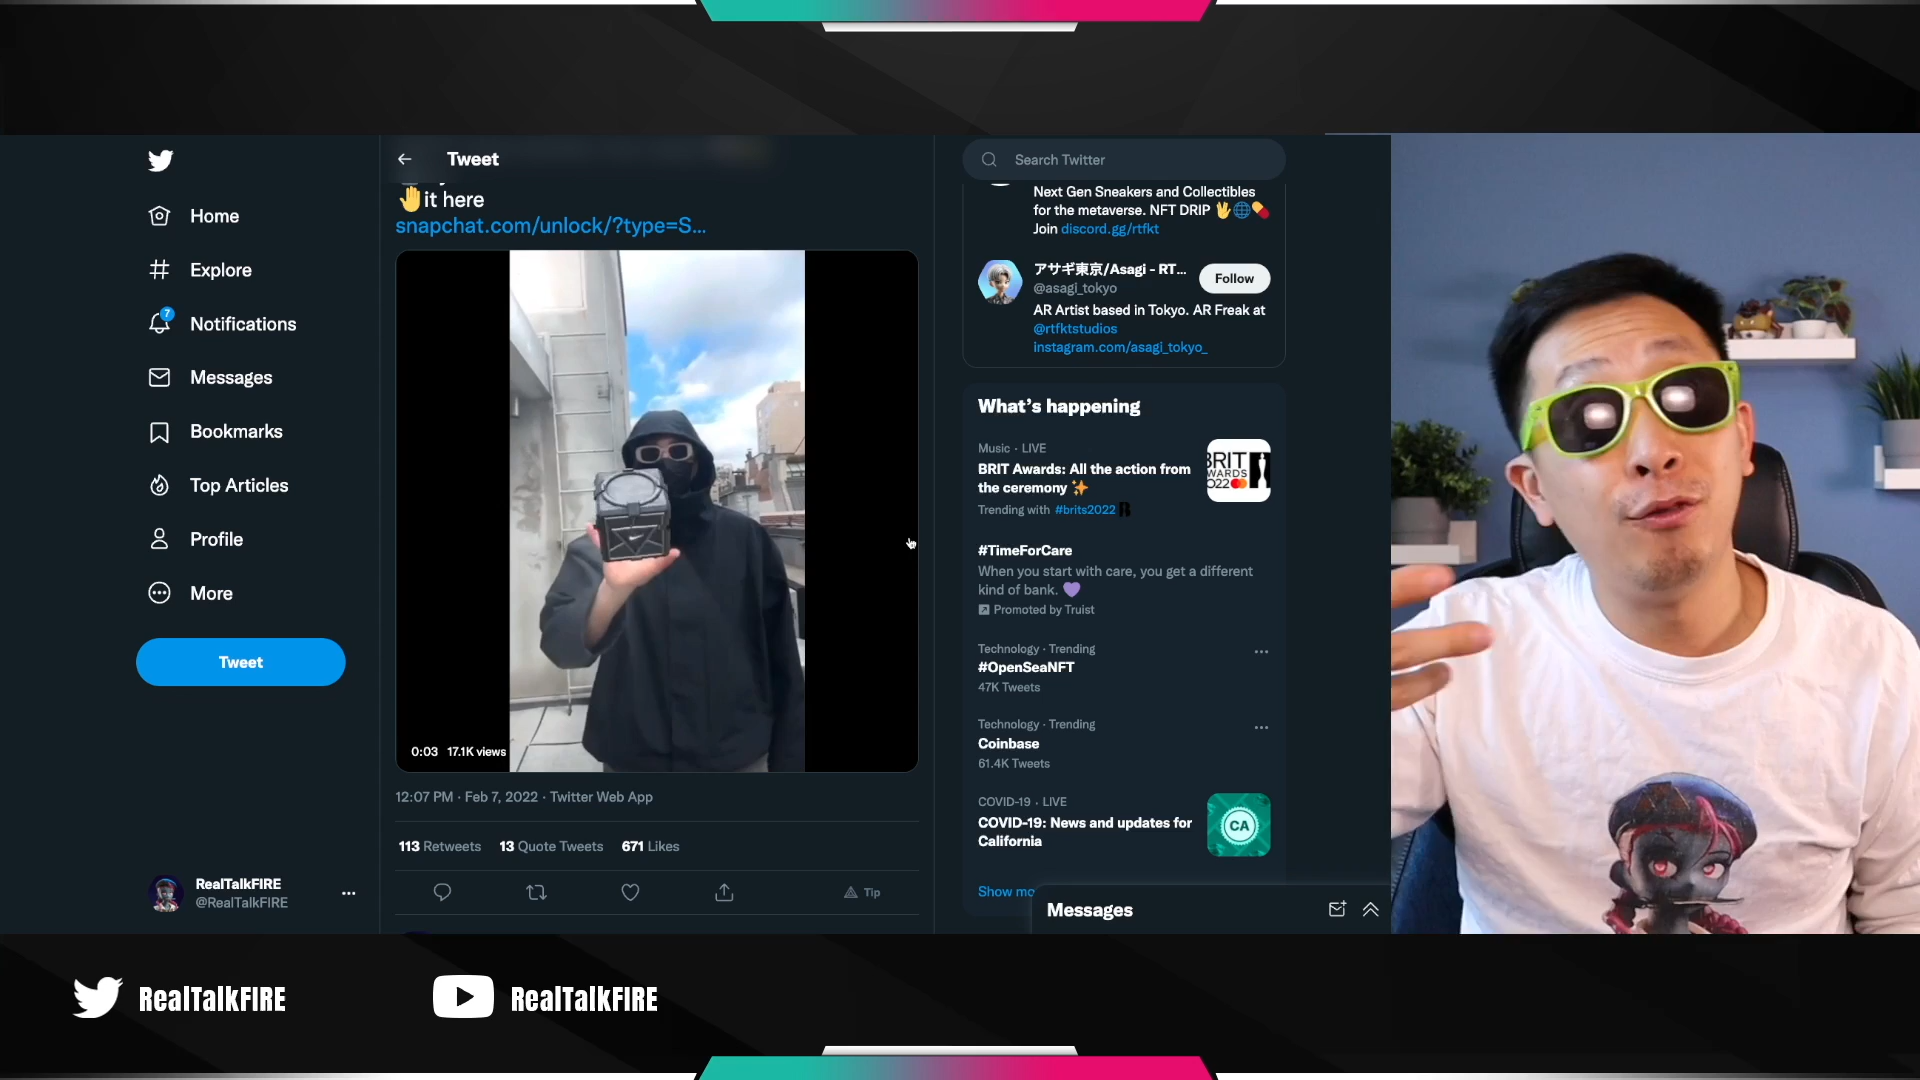 Home
Explore
7
Notifications
Messages
Bookmarks
Top Articles
Profile
More
Tweet
RealTalkFIRE
@RealTalkFIRE
Tweet
it here
snapchat.com/unlock/?type=S...
0:03 17.1K views
12:07 PM · Feb 7, 2022 · Twitter Web App
113 Retweets 13 Quote Tweets 671 Likes
Tip
Search Twitter
Next Gen Sneakers and Collectibles
for the metaverse. NFT DRIP
Join discord.gg/rtfkt
アサギ東京/Asagi - RT...
@asagi_tokyo
Follow
AR Artist based in Tokyo. AR Freak at
@rtfktstudios
instagram.com/asagi_tokyo_
What's happening
Music · LIVE
BRIT Awards: All the action from
the ceremony
Trending with #brits2022
#TimeForCare
When you start with care, you get a different
kind of bank.
Promoted by Truist
Technology · Trending
#OpenSeaNFT
47K Tweets
Technology · Trending
Coinbase
61.4K Tweets
COVID-19 · LIVE
COVID-19: News and updates for
California
CA
Show mo
Messages
RealTalkFIRE
RealTalkFIRE